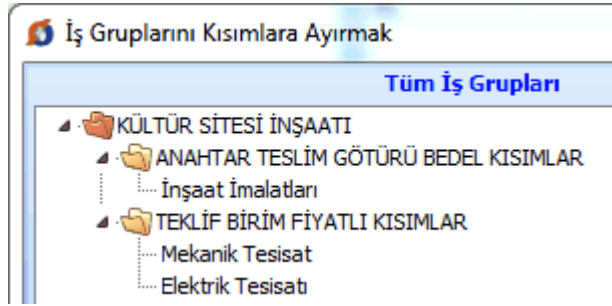 İş Gruplarını Kısımlara Ayırmak
Tüm İş Grupları
KÜLTÜR SİTESİ İNŞAATI
ANAHTAR TESLİM GÖTÜRÜ BEDEL KISIMLAR
İnşaat İmalatları
TEKLİF BİRİM FİYATLI KISIMLAR
Mekanik Tesisat
Elektrik Tesisatı